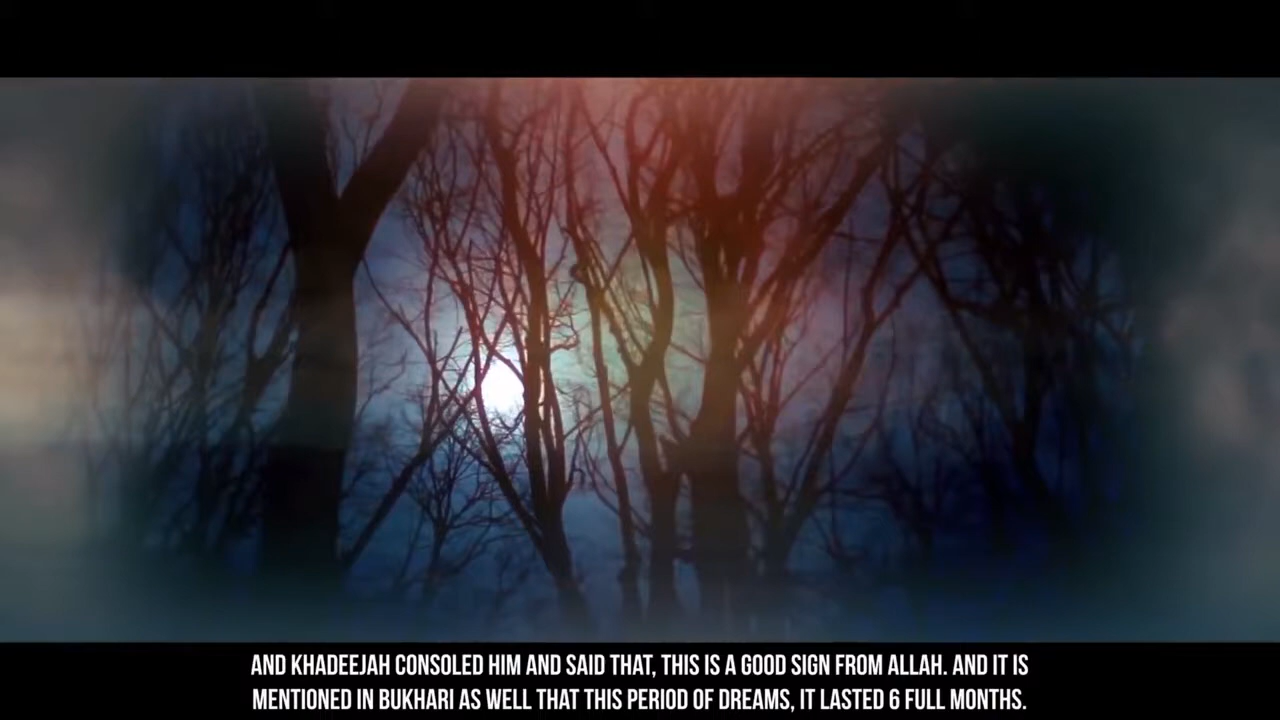 AND KHADEEJAH CONSOLED HIM AND SAID THAT, THIS IS A GOOD SIGN FROM ALLAH. AND IT IS
MENTIONED IN BUKHARI AS WELL THAT THIS PERIOD OF DREAMS, IT LASTED 6 FULL MONTHS.